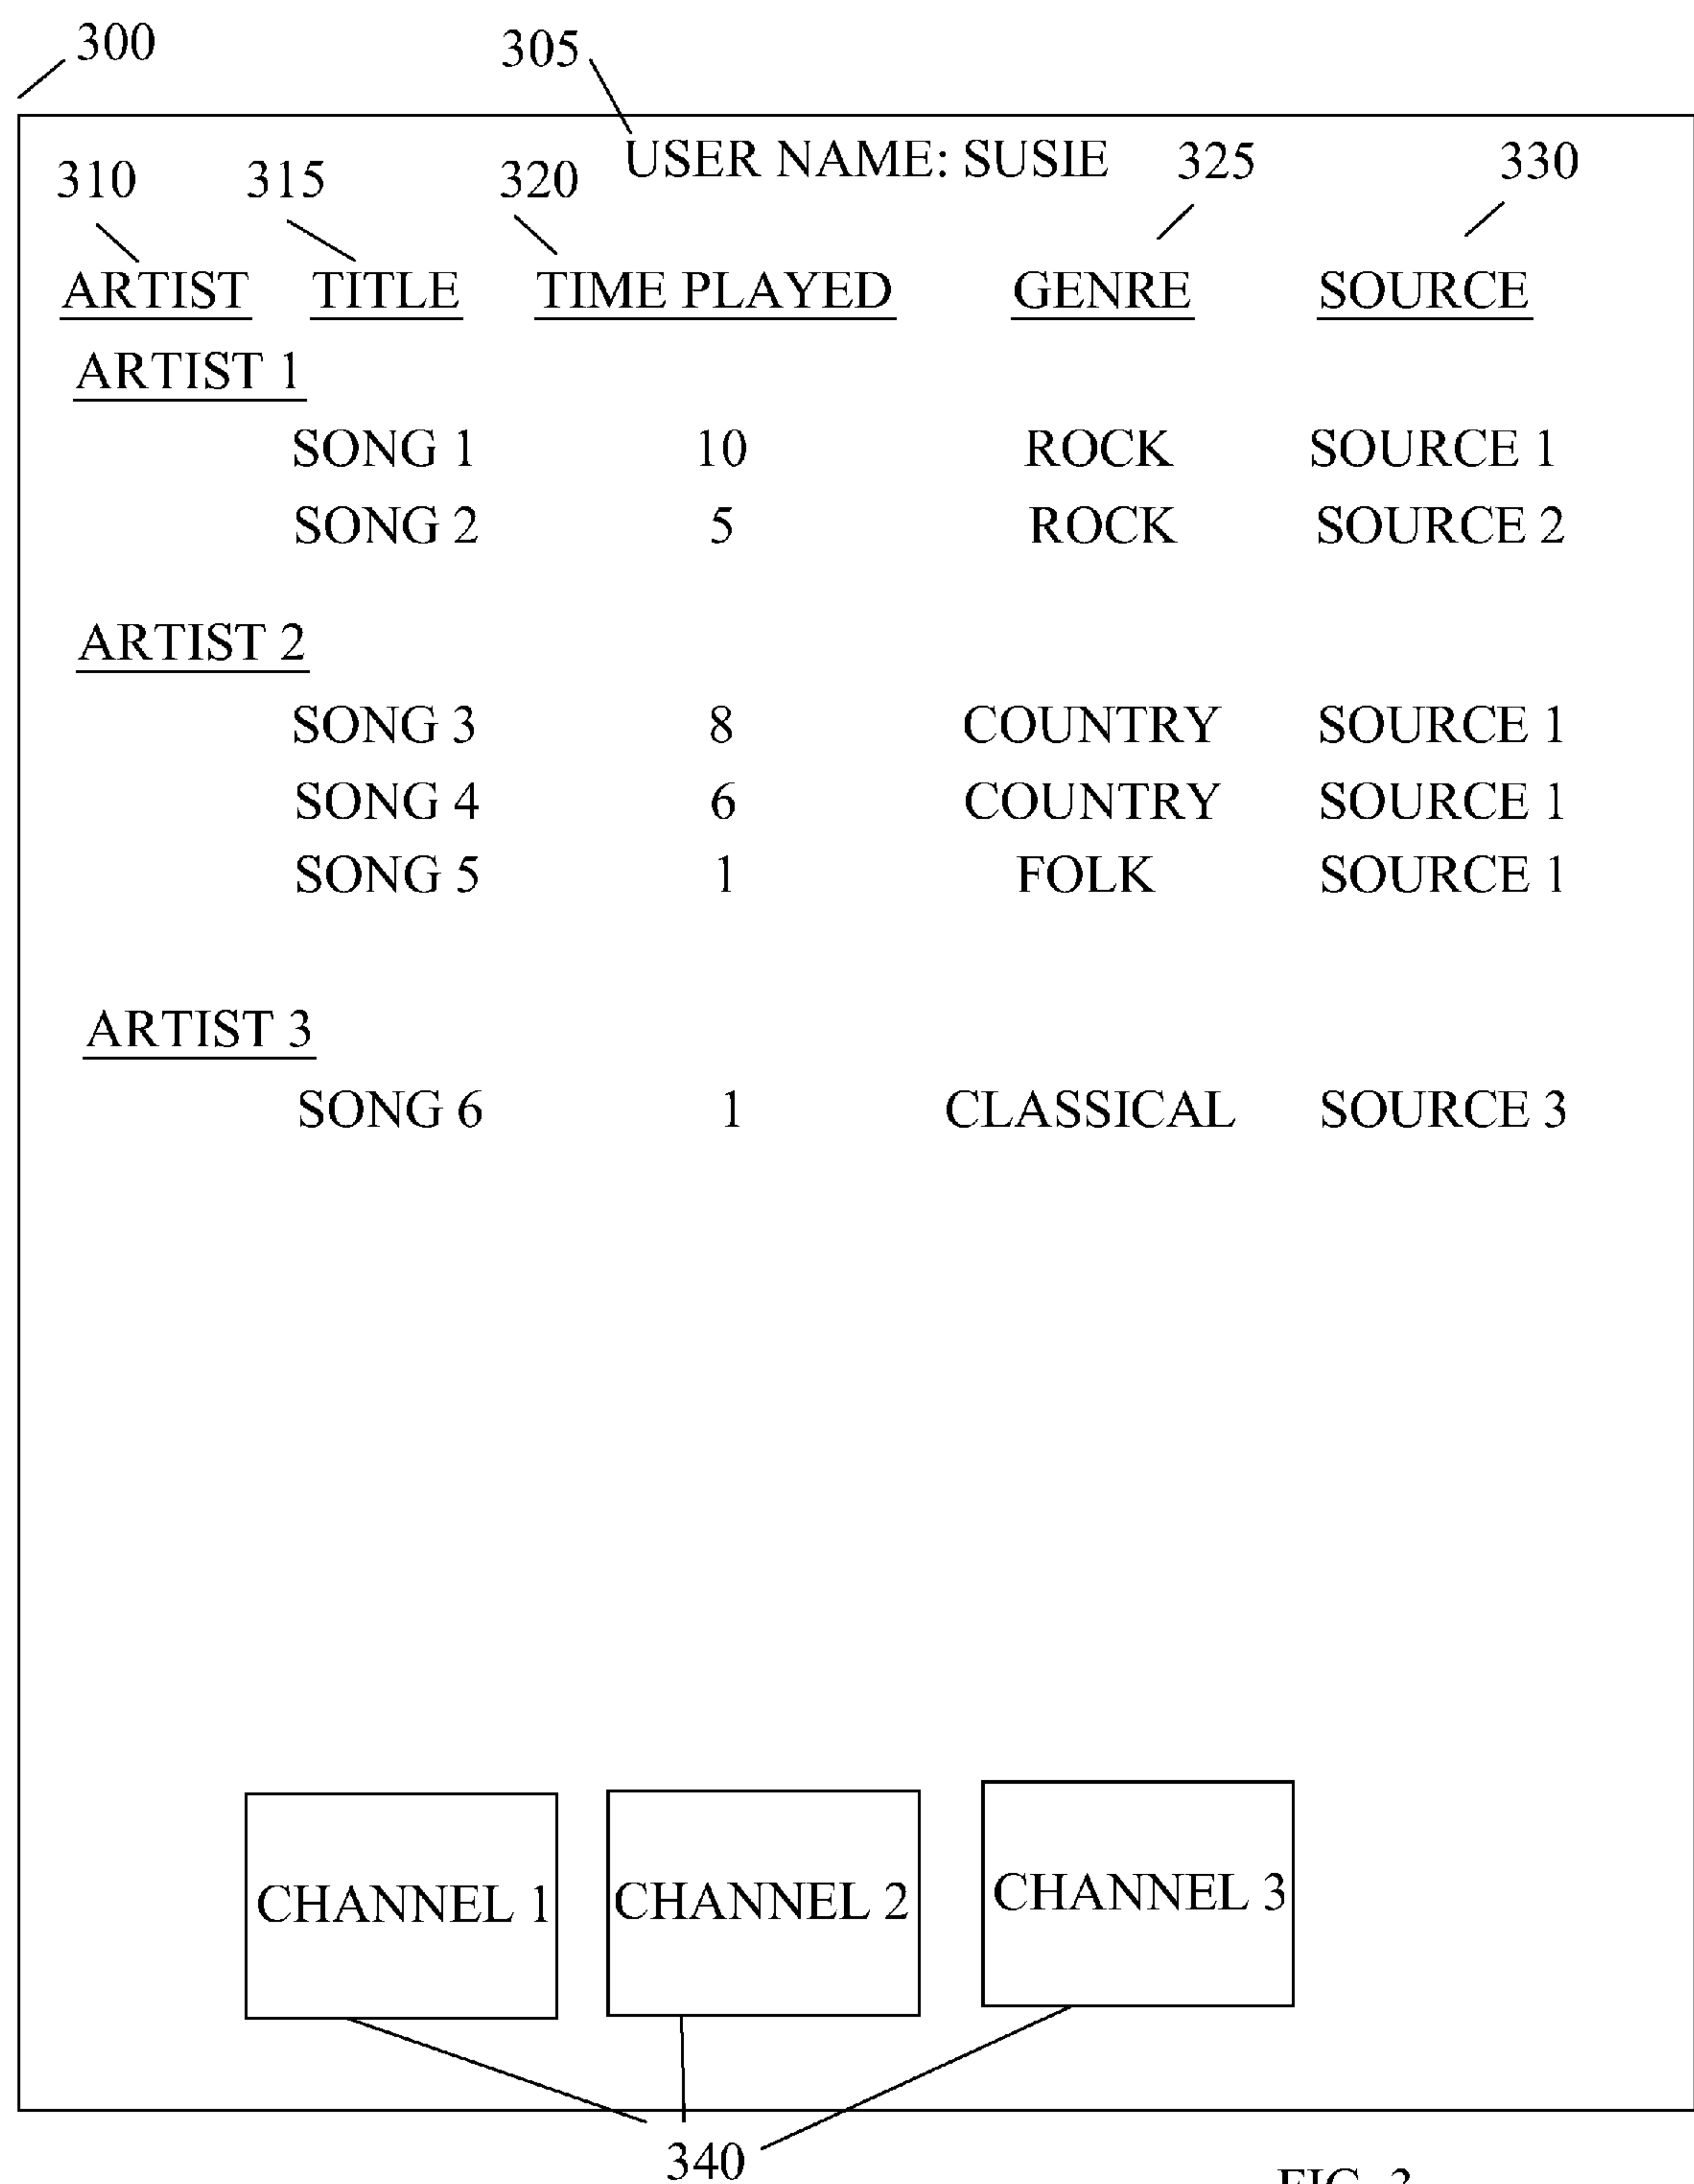 300 305
USER NAME: SUSIE
310 315 320 325 330
ARTIST TITLE TIME PLAYED GENRE SOURCE
ARTIST 1
SONG 1 10 ROCK SOURCE 1
SONG 2 5 ROCK SOURCE 2
ARTIST 2
SONG 3 8 COUNTRY SOURCE 1
SONG 4 6 COUNTRY SOURCE 1
SONG 5 1 FOLK SOURCE 1
ARTIST 3
SONG 6 1 CLASSICAL SOURCE 3
CHANNEL 1 CHANNEL 2 CHANNEL 3
340
FIG. 3